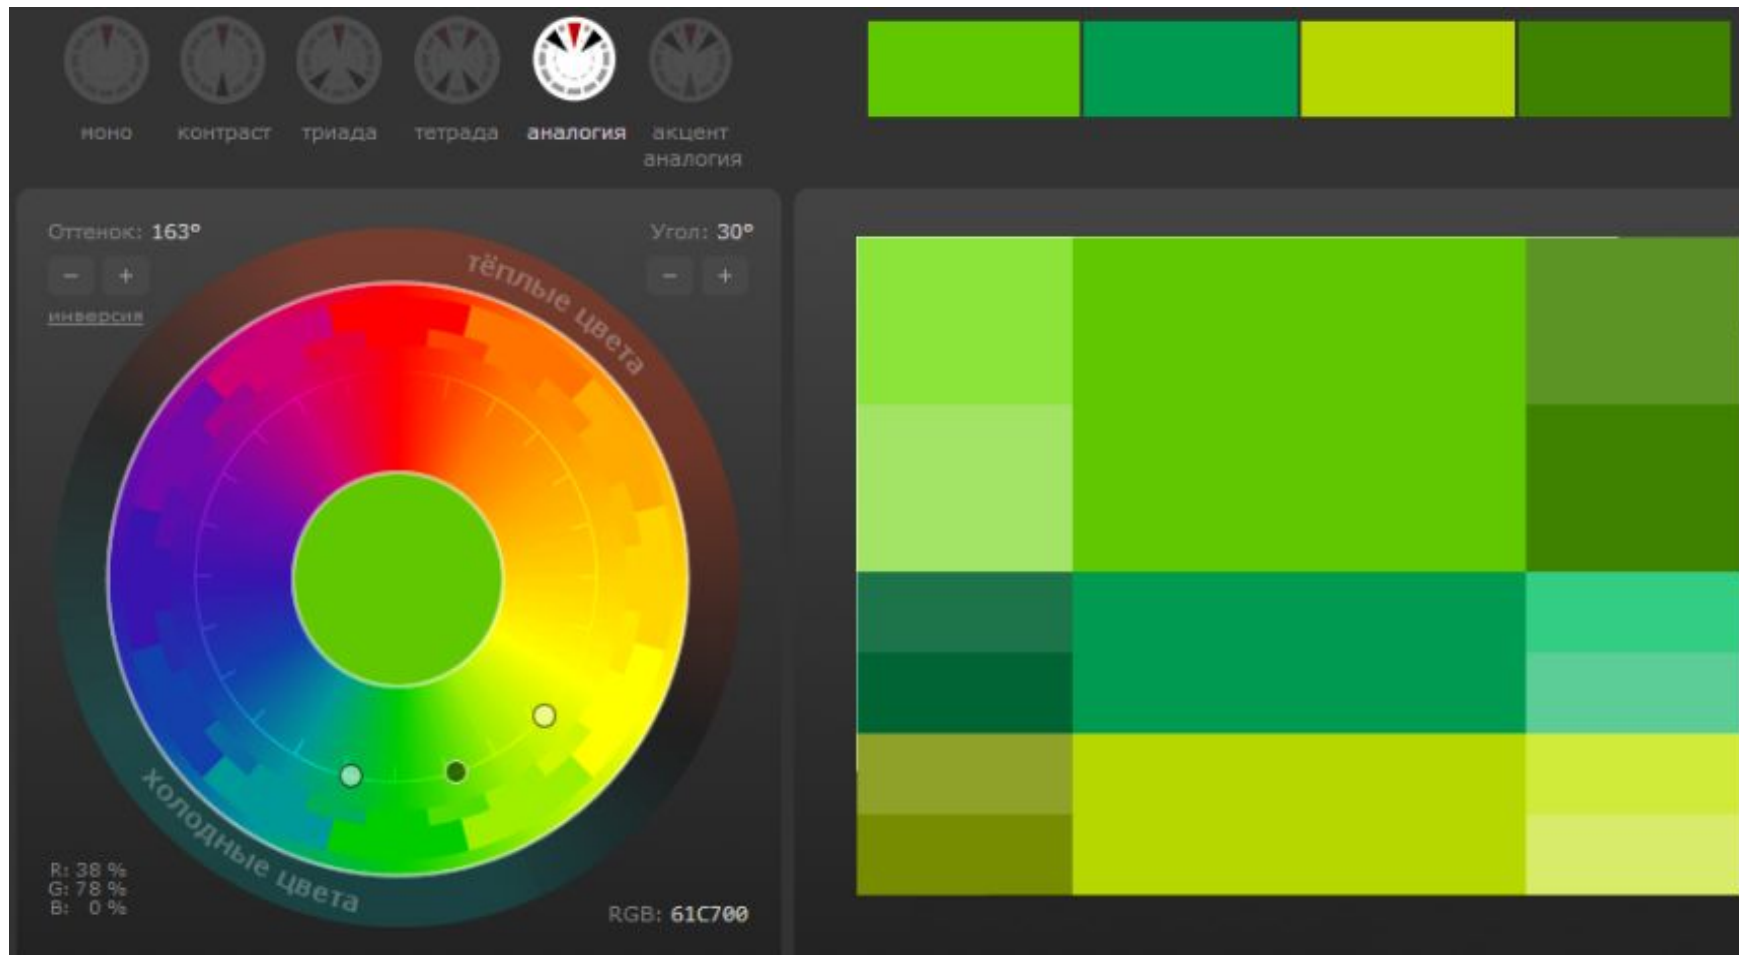 моно
контраст
триада
тетрада
аналогия
акцент
аналогия
Оттенок: 163°
Угол: 30°
− +
− +
инверсия
тёплые цвета
холодные цвета
R: 38 %
G: 78 %
B: 0 %
RGB: 61C700